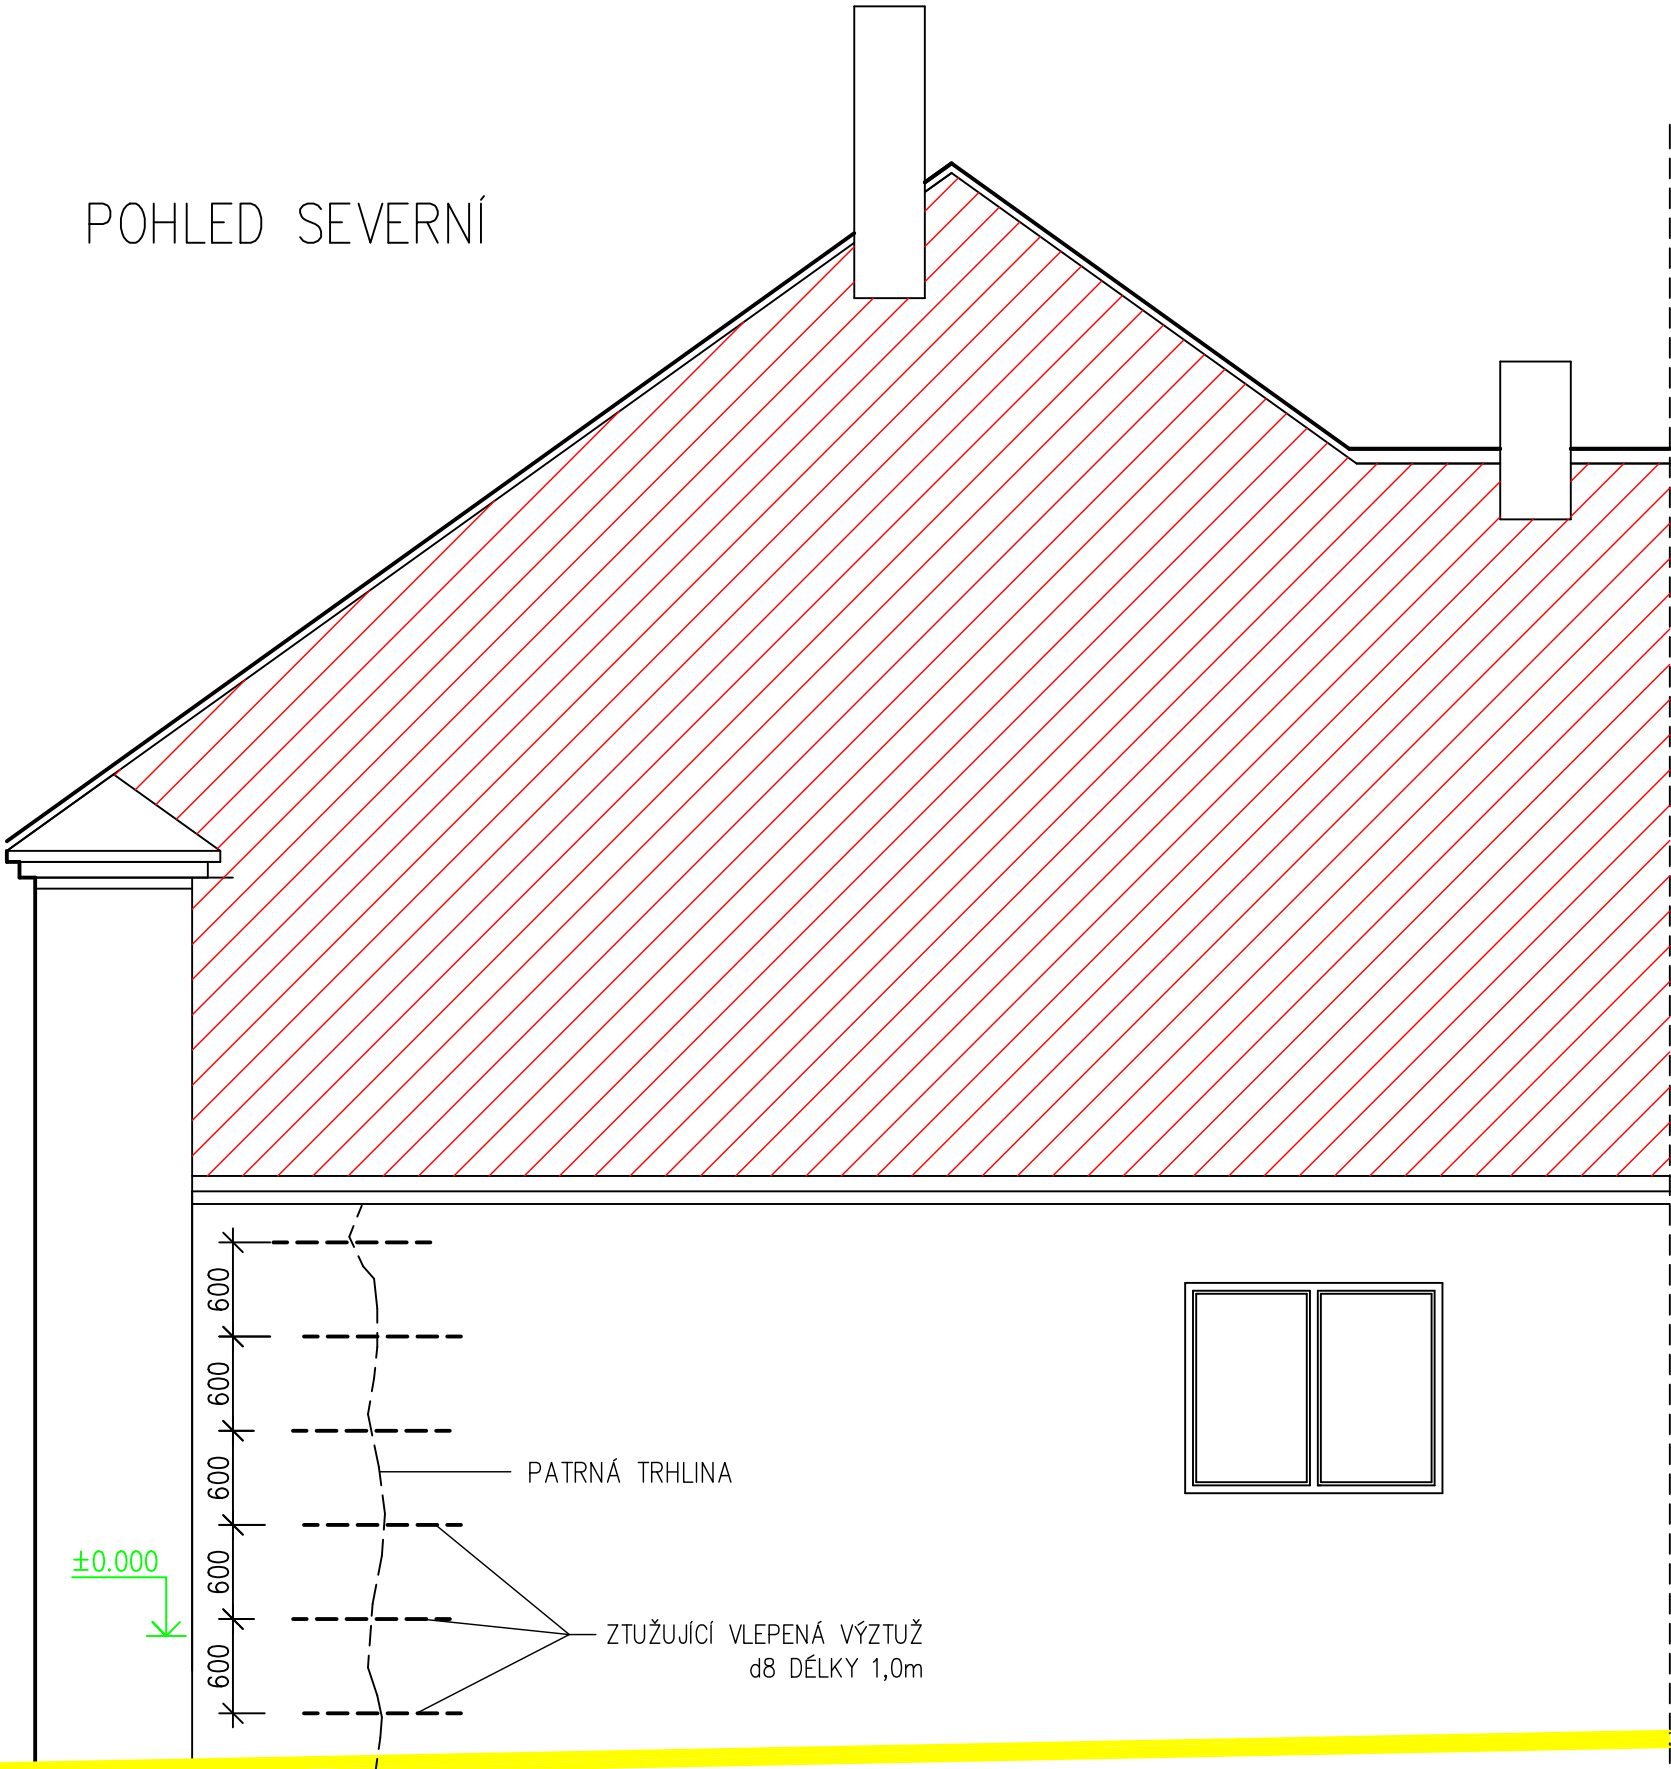 POHLED SEVERNÍ
600
600
600
600
600
PATRNÁ TRHLINA
±0.000
ZTUŽUJÍCÍ VLEPENÁ VÝZTUŽ
d8 DÉLKY 1,0m